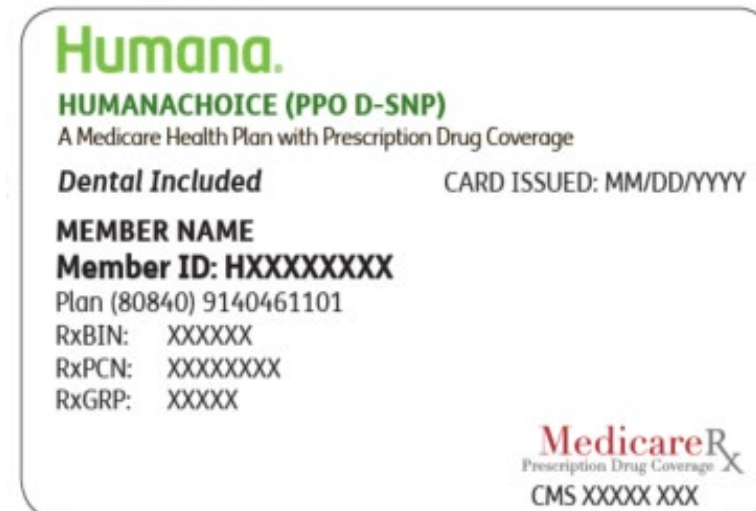 Humana.
HUMANACHOICE (PPO D-SNP)
A Medicare Health Plan with Prescription Drug Coverage
Dental Included CARD ISSUED: MM/DD/YYYY
MEMBER NAME
Member ID: HXXXXXXXX
Plan (80840) 9140461101
RxBIN: XXXXXX
RxPCN: XXXXXXXX
RxGRP: XXXXX
MedicareRx
Prescription Drug Coverage
CMS XXXXX XXX